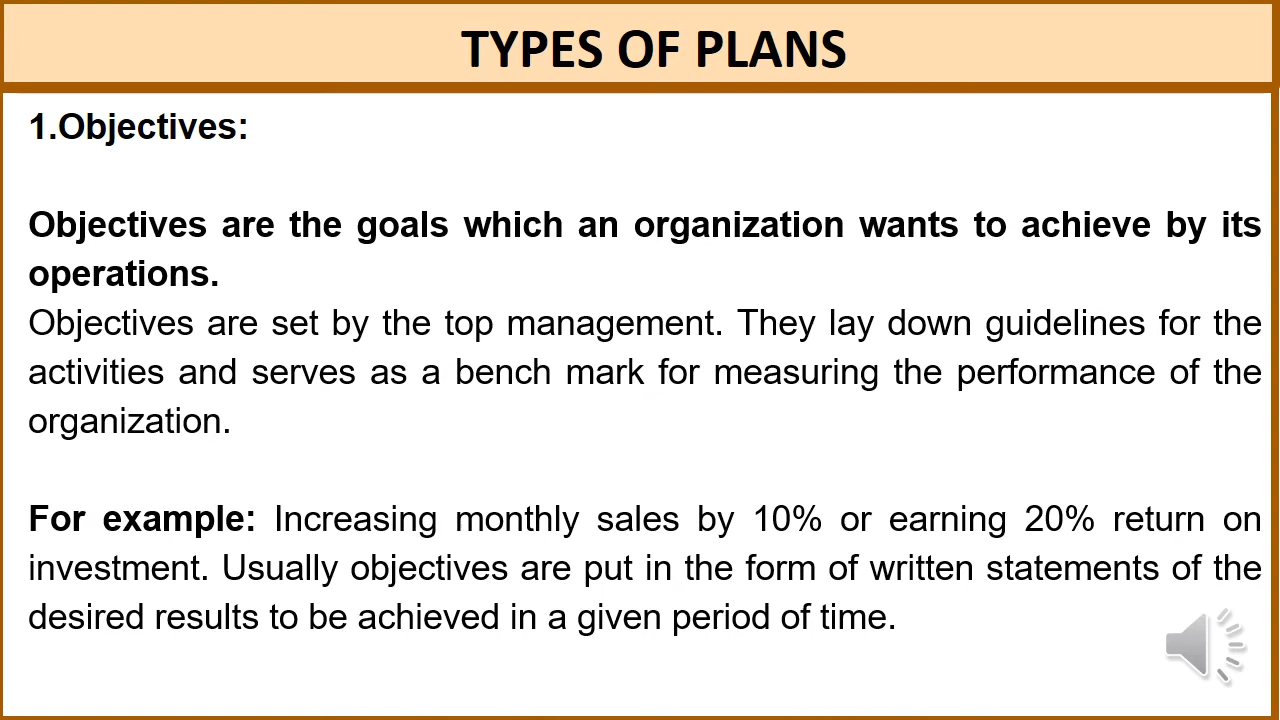 TYPES OF PLANS
1.Objectives:
Objectives are the goals which an organization wants to achieve by its
operations.
Objectives are set by the top management. They lay down guidelines for the
activities and serves as a bench mark for measuring the performance of the
organization.
For example: Increasing monthly sales by 10% or earning 20% return on
investment. Usually objectives are put in the form of written statements of the
desired results to be achieved in a given period of time.